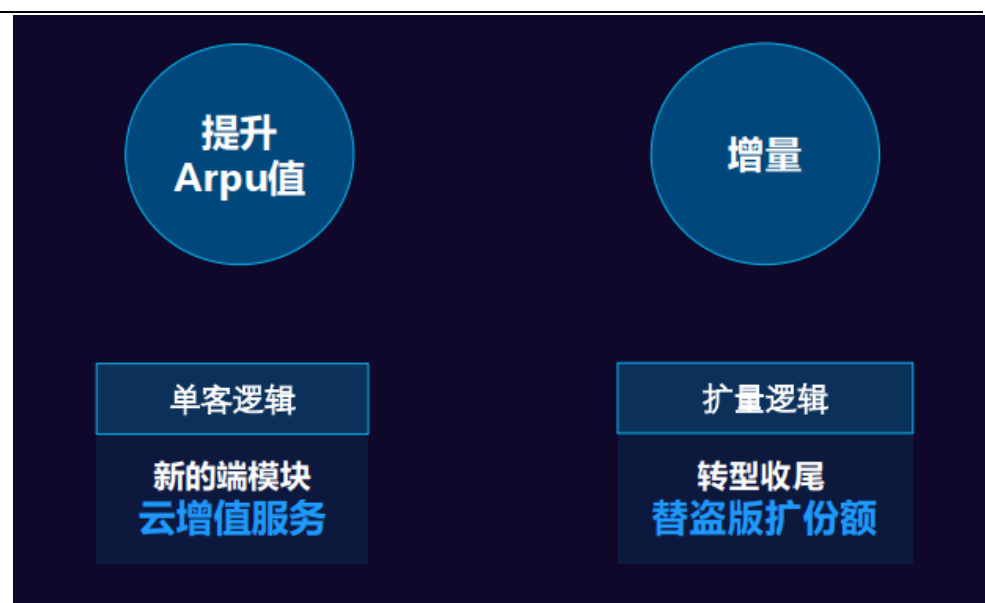 提升
Arpu值
增量
单客逻辑
新的端模块
云增值服务
扩量逻辑
转型收尾
替盗版扩份额